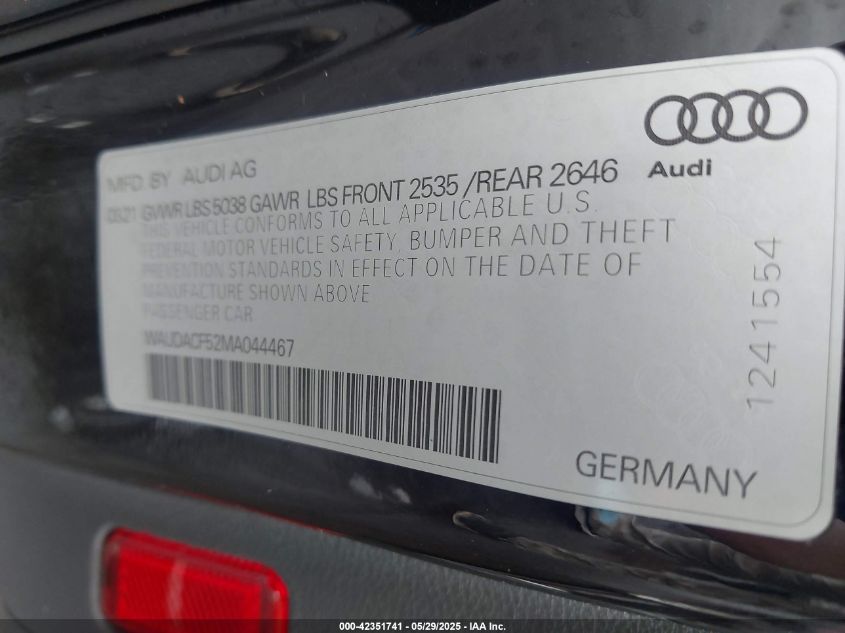 Audi
MFD BY AUDI AG
GVWR LBS 5038 GAWR LBS FRONT 2535 /REAR 2646
THIS VEHICLE CONFORMS TO ALL APPLICABLE U.S.
FEDERAL MOTOR VEHICLE SAFETY, BUMPER AND THEFT
PREVENTION STANDARDS IN EFFECT ON THE DATE OF
MANUFACTURE SHOWN ABOVE
PASSENGER CAR
WAUDACF52MA044467
1241554
GERMANY
000-42351741 - 05/29/2025 - IAA Inc.